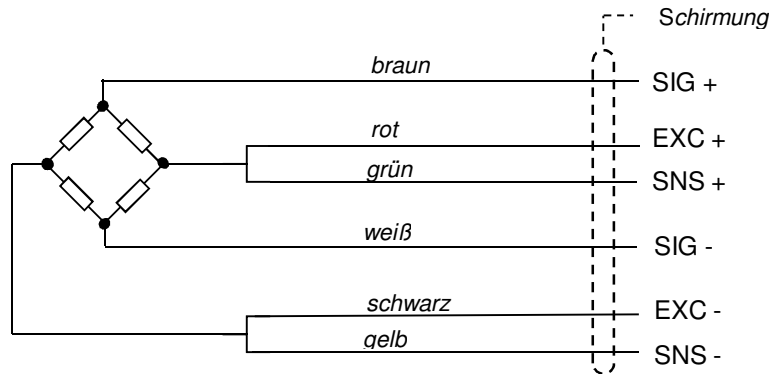 Schirmung
braun SIG +
rot EXC +
grün SNS +
weiß SIG -
schwarz EXC -
gelb SNS -